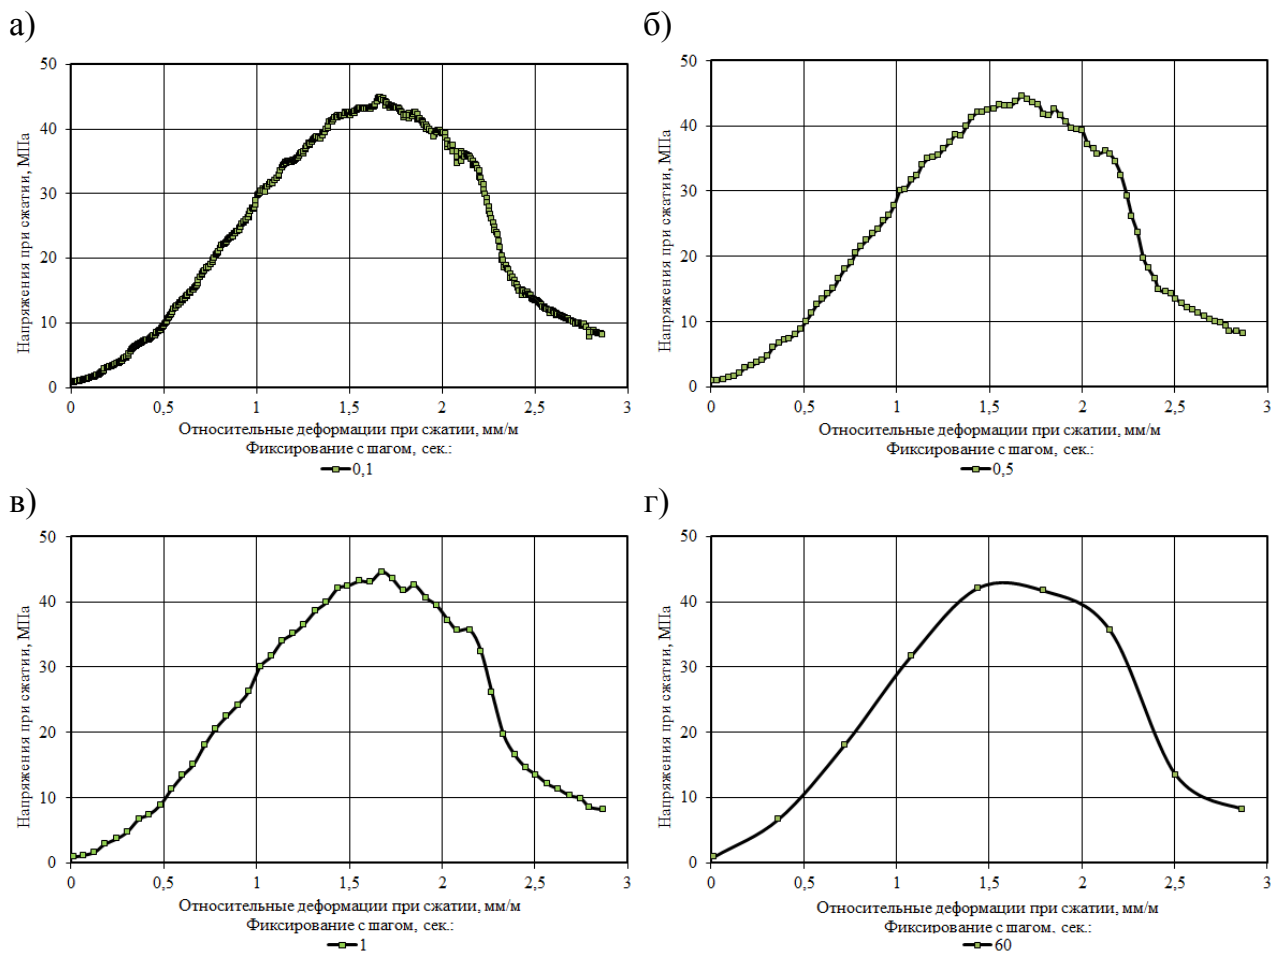 а)
50
40
30
20
10
0
Напряжения при сжатии, МПа
0 0,5 1 1,5 2 2,5 3
Относительные деформации при сжатии, мм/м
Фиксирование с шагом, сек.:
0,1
б)
50
40
30
20
10
0
Напряжения при сжатии, МПа
0 0,5 1 1,5 2 2,5 3
Относительные деформации при сжатии, мм/м
Фиксирование с шагом, сек.:
0,5
в)
50
40
30
20
10
0
Напряжения при сжатии, МПа
0 0,5 1 1,5 2 2,5 3
Относительные деформации при сжатии, мм/м
Фиксирование с шагом, сек.:
1
г)
50
40
30
20
10
0
Напряжения при сжатии, МПа
0 0,5 1 1,5 2 2,5 3
Относительные деформации при сжатии, мм/м
Фиксирование с шагом, сек.:
60